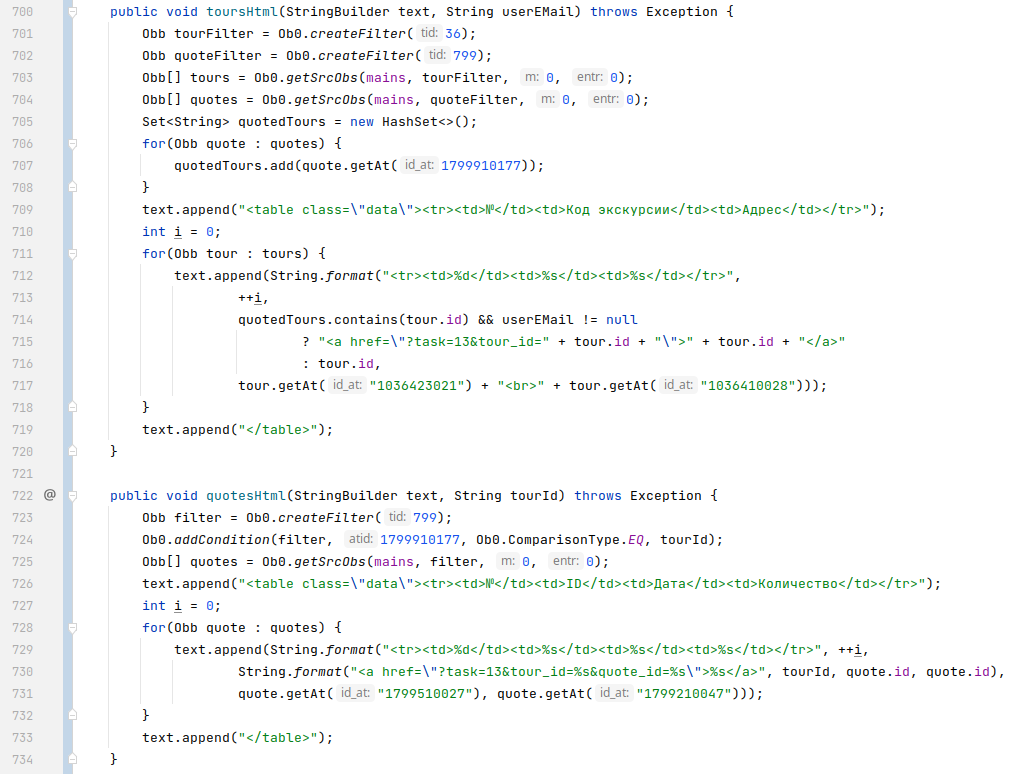 700 public void toursHtml(StringBuilder text, String userEMail) throws Exception {
701 Obb tourFilter = Ob0.createFilter( tid: 36);
702 Obb quoteFilter = Ob0.createFilter( tid: 799);
703 Obb[] tours = Ob0.getSrcObs(mains, tourFilter, m: 0, entr: 0);
704 Obb[] quotes = Ob0.getSrcObs(mains, quoteFilter, m: 0, entr: 0);
705 Set<String> quotedTours = new HashSet<>();
706 for(Obb quote : quotes) {
707 quotedTours.add(quote.getAt( id_at: 1799910177));
708 }
709 text.append("<table class=\"data\"><tr><td>№</td><td>Код экскурсии</td><td>Адрес</td></tr>");
710 int i = 0;
711 for(Obb tour : tours) {
712 text.append(String.format("<tr><td>%d</td><td>%s</td><td>%s</td></tr>",
713 ++i,
714 quotedTours.contains(tour.id) && userEMail != null
715 ? "<a href=\"?task=13&tour_id=" + tour.id + "\">" + tour.id + "</a>"
716 : tour.id,
717 tour.getAt( id_at: "1036423021") + "<br>" + tour.getAt( id_at: "1036410028")));
718 }
719 text.append("</table>");
720 }
721
722 @ public void quotesHtml(StringBuilder text, String tourId) throws Exception {
723 Obb filter = Ob0.createFilter( tid: 799);
724 Ob0.addCondition(filter, atid: 1799910177, Ob0.ComparisonType.EQ, tourId);
725 Obb[] quotes = Ob0.getSrcObs(mains, filter, m: 0, entr: 0);
726 text.append("<table class=\"data\"><tr><td>№</td><td>ID</td><td>Дата</td><td>Количество</td></tr>");
727 int i = 0;
728 for(Obb quote : quotes) {
729 text.append(String.format("<tr><td>%d</td><td>%s</td><td>%s</td><td>%s</td></tr>", ++i,
730 String.format("<a href=\"?task=13&tour_id=%s&quote_id=%s\">%s</a>", tourId, quote.id, quote.id),
731 quote.getAt( id_at: "1799510027"), quote.getAt( id_at: "1799210047")));
732 }
733 text.append("</table>");
734 }